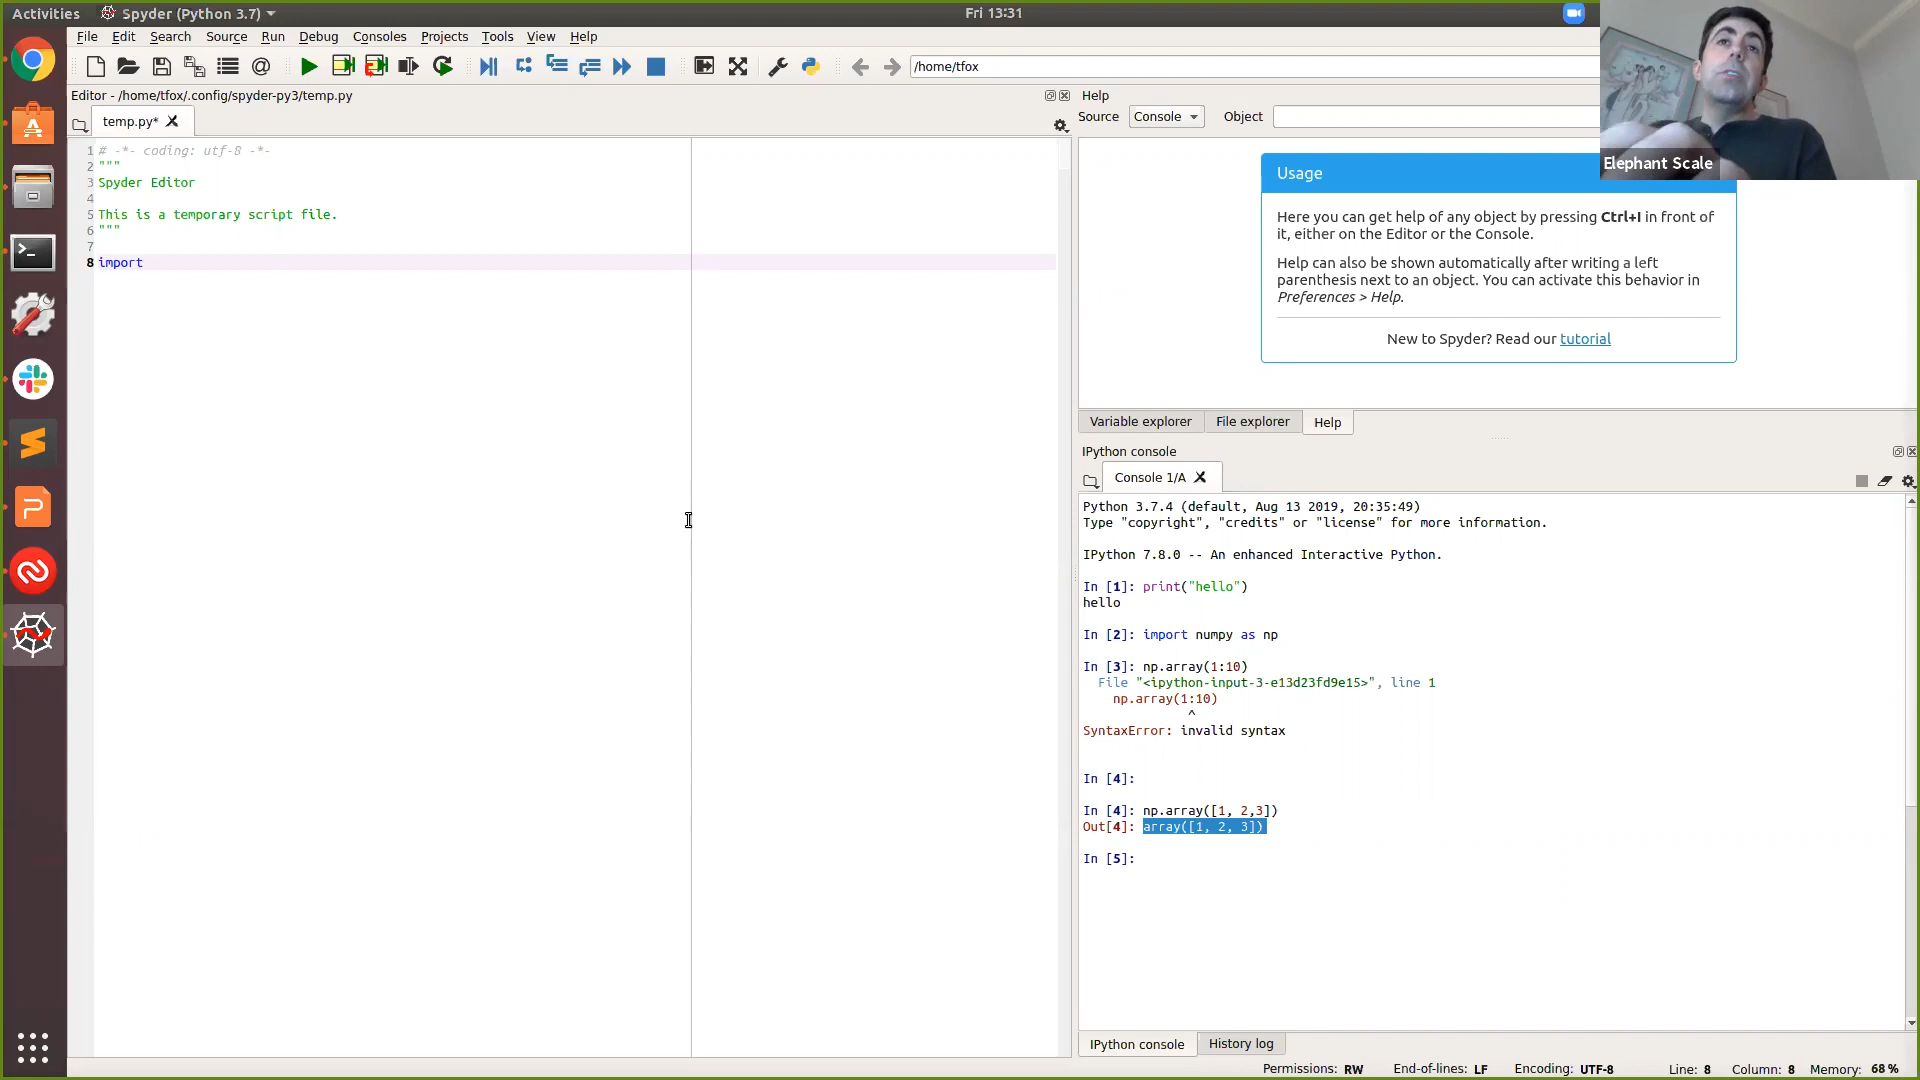 Activities Spyder (Python 3.7) Fri 13:31
File Edit Search Source Run Debug Consoles Projects Tools View Help
/home/tfox
Editor - /home/tfox/.config/spyder-py3/temp.py
temp.py*
1 # -*- coding: utf-8 -*-
2 """
3 Spyder Editor
4
5 This is a temporary script file.
6 """
7
8 import
Help
Source Console Object
Elephant Scale
Usage
Here you can get help of any object by pressing Ctrl+I in front of
it, either on the Editor or the Console.
Help can also be shown automatically after writing a left
parenthesis next to an object. You can activate this behavior in
Preferences > Help.
New to Spyder? Read our tutorial
Variable explorer File explorer Help
IPython console
Console 1/A
Python 3.7.4 (default, Aug 13 2019, 20:35:49)
Type "copyright", "credits" or "license" for more information.
IPython 7.8.0 -- An enhanced Interactive Python.
In [1]: print("hello")
hello
In [2]: import numpy as np
In [3]: np.array(1:10)
File "<ipython-input-3-e13d23fd9e15>", line 1
np.array(1:10)
^
SyntaxError: invalid syntax
In [4]:
In [4]: np.array([1, 2,3])
Out[4]: array([1, 2, 3])
In [5]:
IPython console History log
Permissions: RW End-of-lines: LF Encoding: UTF-8 Line: 8 Column: 8 Memory: 68 %